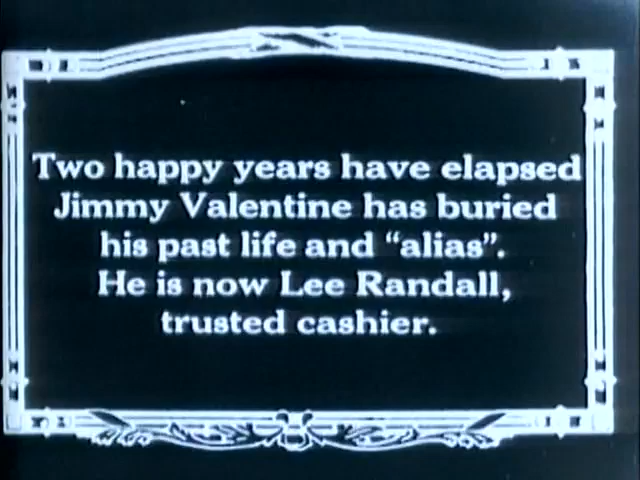 Two happy years have elapsed
Jimmy Valentine has buried
his past life and “alias”.
He is now Lee Randall,
trusted cashier.